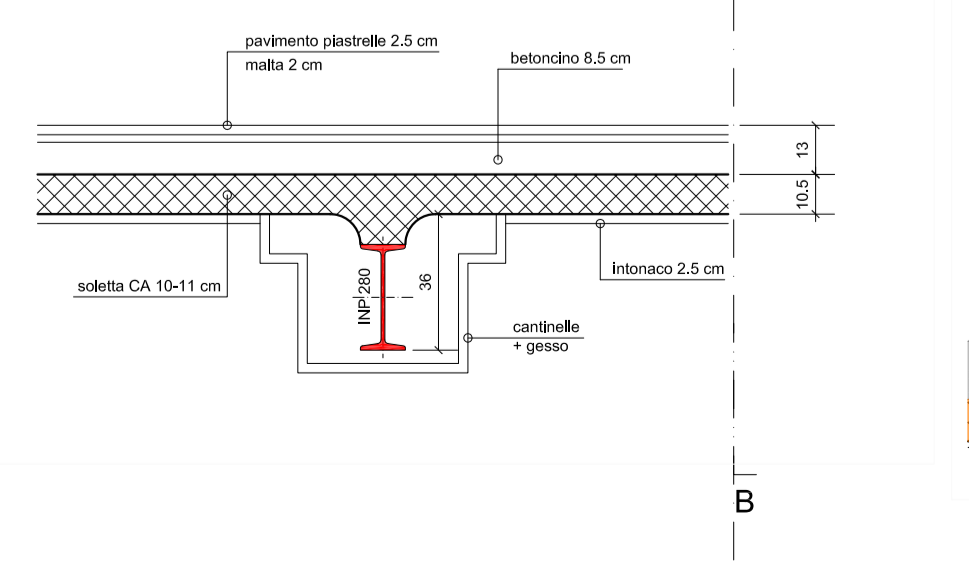 pavimento piastrelle 2.5 cm
malta 2 cm
betoncino 8.5 cm
13
10.5
soletta CA 10-11 cm
INP 280
36
intonaco 2.5 cm
cantinelle
+ gesso
B